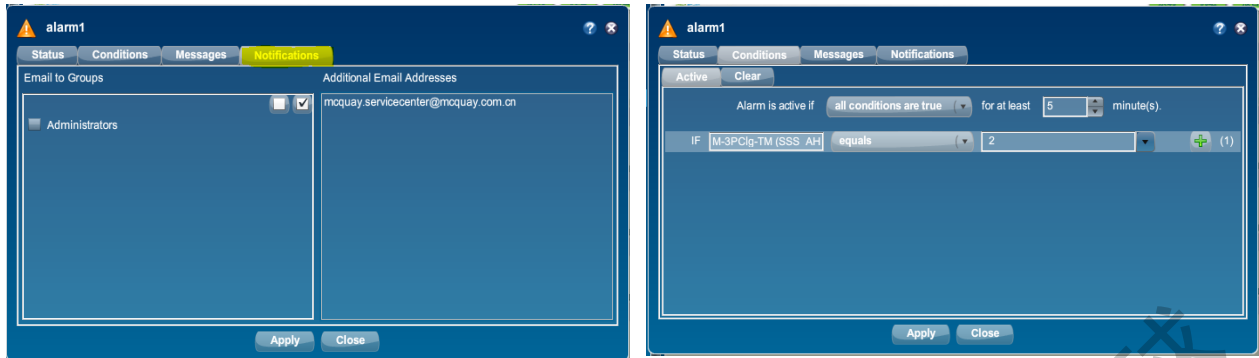 alarm1
Status Conditions Messages Notifications
Email to Groups Additional Email Addresses
mcquay.servicecenter@mcquay.com.cn
Administrators
Apply Close
alarm1
Status Conditions Messages Notifications
Active Clear
Alarm is active if all conditions are true for at least 5 minute(s).
IF M-3PClg-TM (SSS AH equals 2 (1)
Apply Close